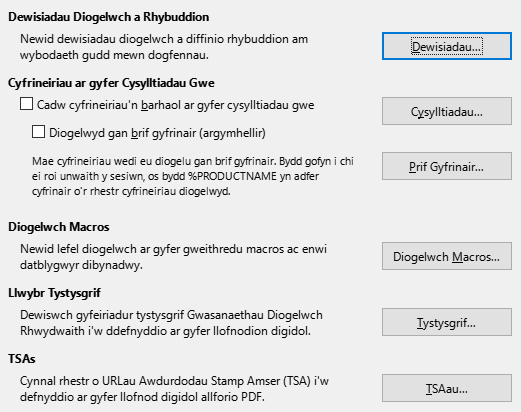 Dewisiadau Diogelwch a Rhybuddion
Newid dewisiadau diogelwch a diffinio rhybuddion am
wybodaeth gudd mewn dogfennau.
Dewisiadau...
Cyfrineiriau ar gyfer Cysylltiadau Gwe
Cadw cyfrineiriau'n barhaol ar gyfer cysylltiadau gwe
Cysylltiadau...
Diogelwyd gan brif gyfrinair (argymhellir)
Mae cyfrineiriau wedi eu diogelu gan brif gyfrinair. Bydd gofyn i chi
ei roi unwaith y sesiwn, os bydd %PRODUCTNAME yn adfer
cyfrinair o'r rhestr cyfrineiriau diogelwyd.
Prif Gyfrinair...
Diogelwch Macros
Newid lefel diogelwch ar gyfer gweithredu macros ac enwi
datblygwyr dibynadwy.
Diogelwch Macros...
Llwybr Tystysgrif
Dewiswch gyfeiriadur tystysgrif Gwasanaethau Diogelwch
Rhwydwaith i'w ddefnyddio ar gyfer llofnodion digidol.
Tystysgrif...
TSAs
Cynnal rhestr o URLau Awdurdodau Stamp Amser (TSA) i'w
defnyddio ar gyfer llofnod digidol allforio PDF.
TSAau...